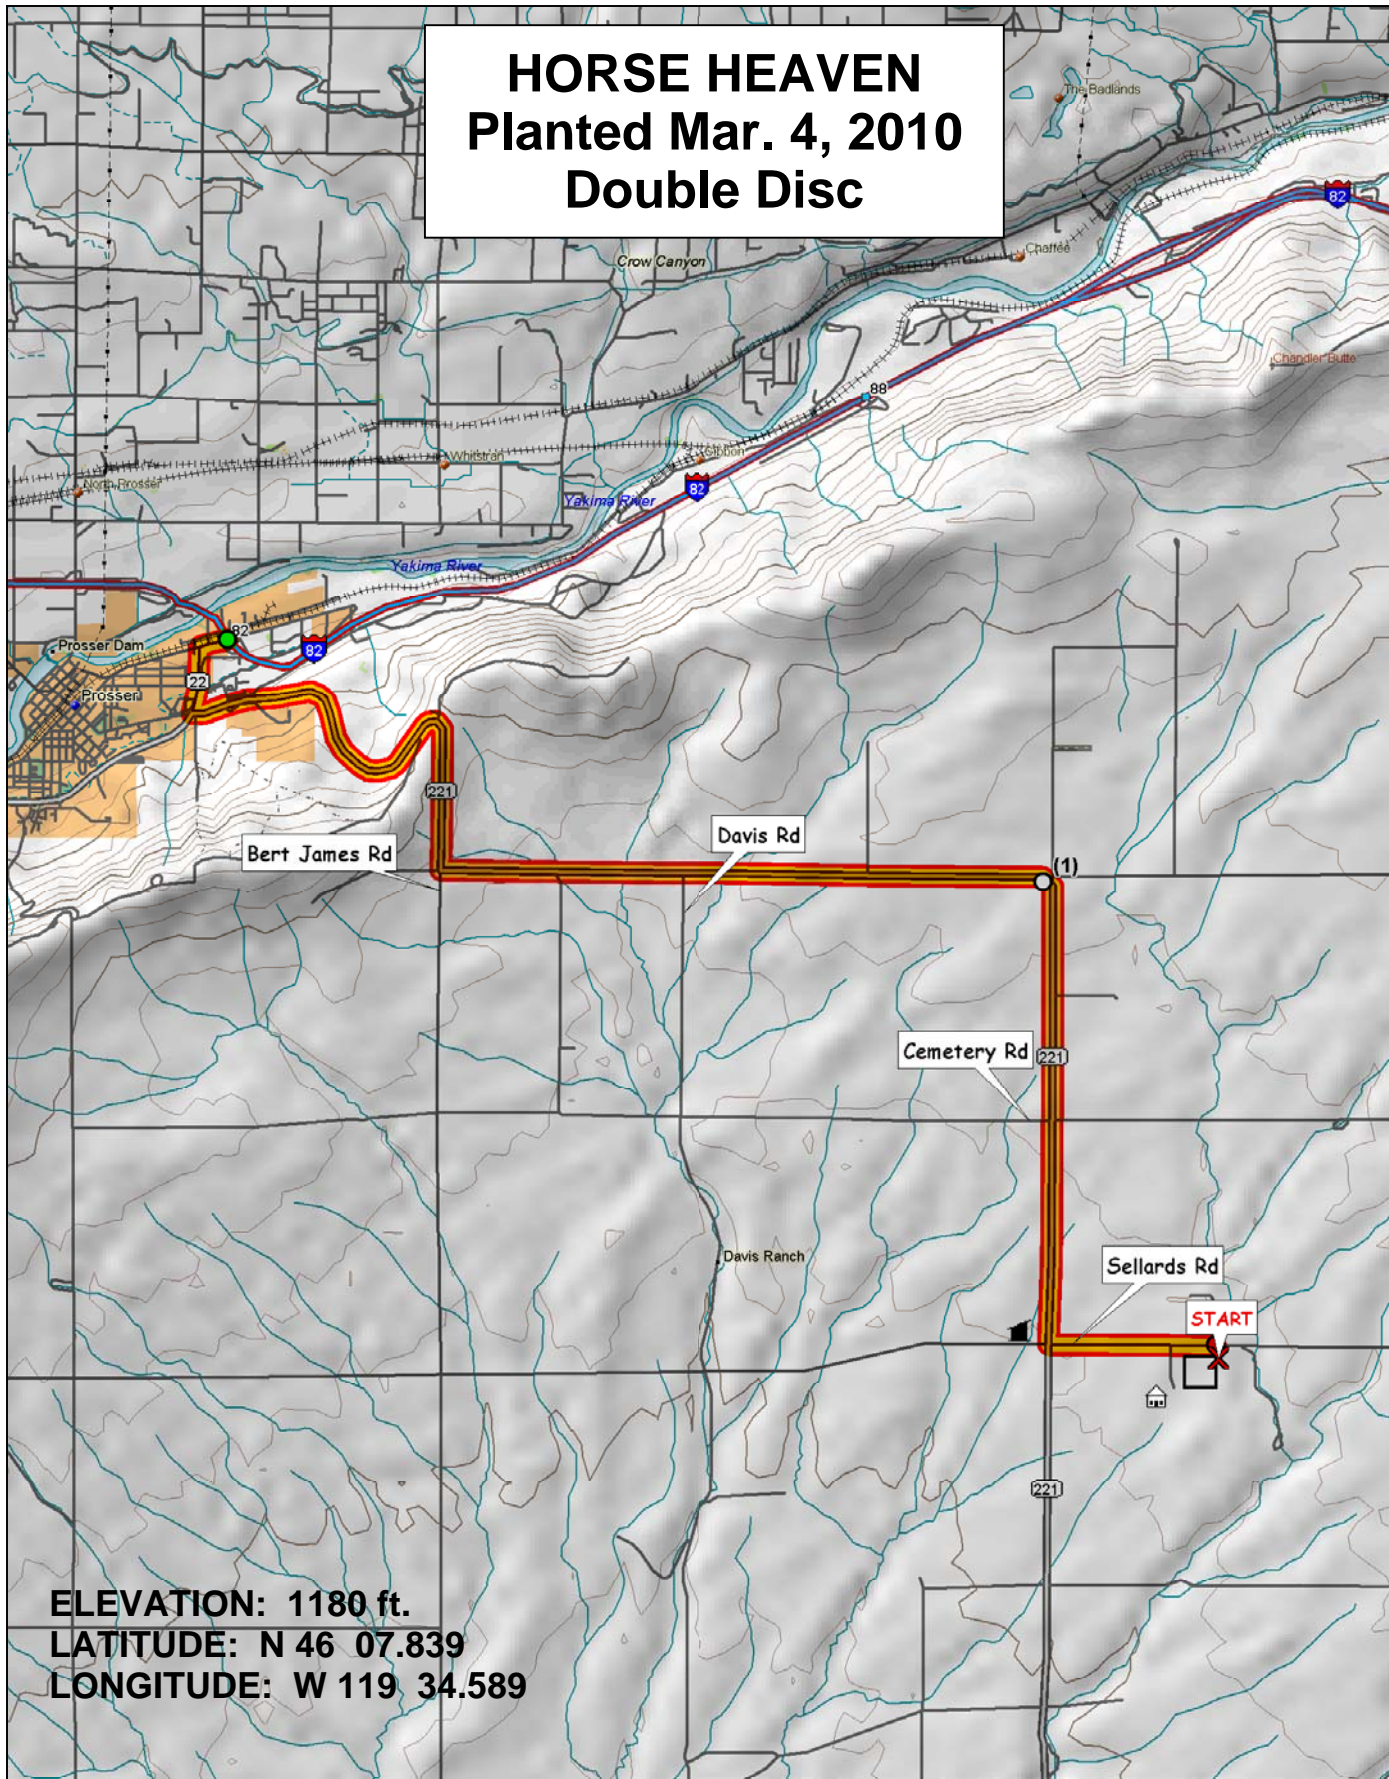 HORSE HEAVEN
Planted Mar. 4, 2010
Double Disc
The Badlands
82
Crow Canyon
Chaffee
Chandler Butte
88
Whitstran
Gibbon
North Prosser
82
Yakima River
Yakima River
82
Prosser Dam
82
22
Prosser
221
Davis Rd
Bert James Rd
(1)
Cemetery Rd
221
Davis Ranch
Sellards Rd
START
221
ELEVATION: 1180 ft.
LATITUDE: N 46 07.839
LONGITUDE: W 119 34.589